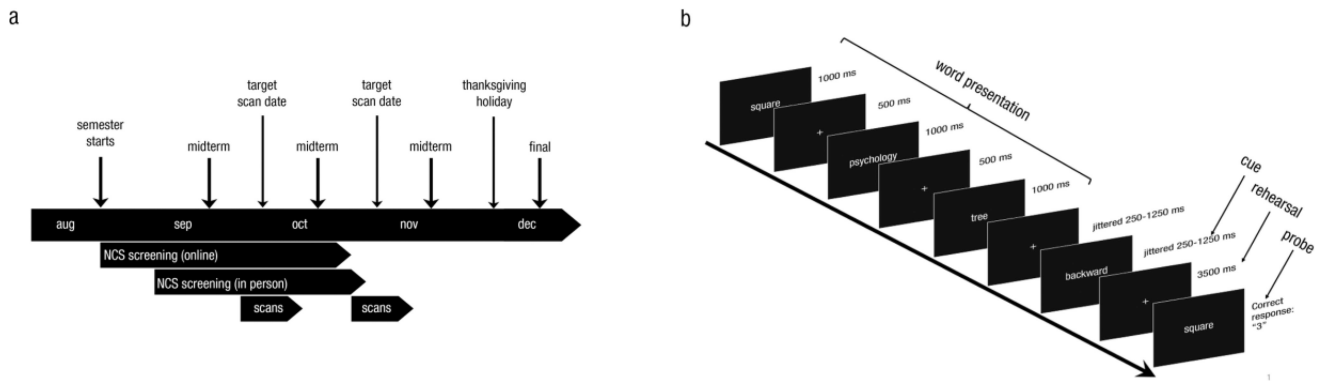 a
target
scan date
target
scan date
thanksgiving
holiday
semester
starts
midterm
midterm
midterm
final
aug
sep
oct
nov
dec
NCS screening (online)
NCS screening (in person)
scans
scans
b
word presentation
square
1000 ms
+
500 ms
psychology
1000 ms
+
500 ms
tree
1000 ms
+
jittered 250-1250 ms
backward
jittered 250-1250 ms
+
3500 ms
square
cue
rehearsal
probe
Correct
response:
"3"
1